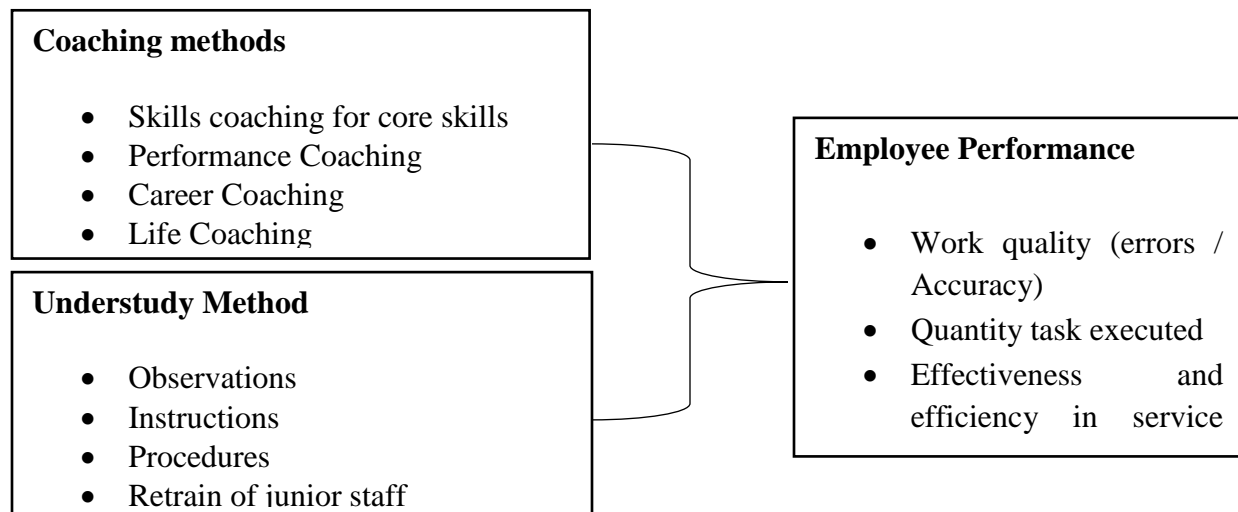 Coaching methods
• Skills coaching for core skills
• Performance Coaching
• Career Coaching
• Life Coaching
Understudy Method
• Observations
• Instructions
• Procedures
• Retrain of junior staff
Employee Performance
• Work quality (errors /
Accuracy)
• Quantity task executed
• Effectiveness and
efficiency in service